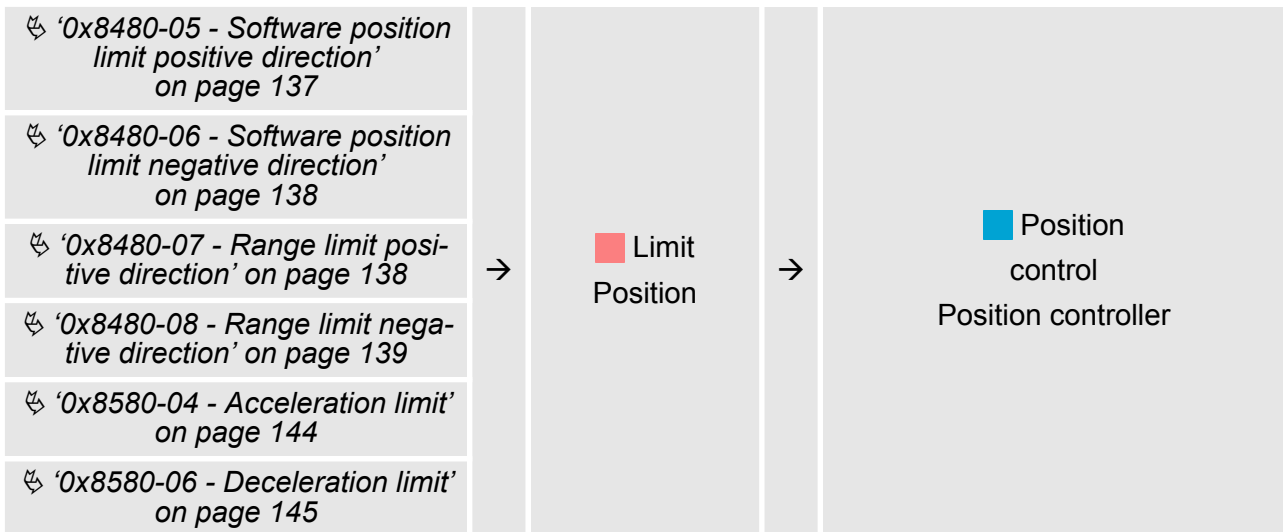 ↳ '0x8480-05 - Software position
limit positive direction'
on page 137
↳ '0x8480-06 - Software position
limit negative direction'
on page 138
↳ '0x8480-07 - Range limit posi-
tive direction' on page 138
↳ '0x8480-08 - Range limit nega-
tive direction' on page 139
↳ '0x8580-04 - Acceleration limit'
on page 144
↳ '0x8580-06 - Deceleration limit'
on page 145
→
Limit
Position
→
Position
control
Position controller